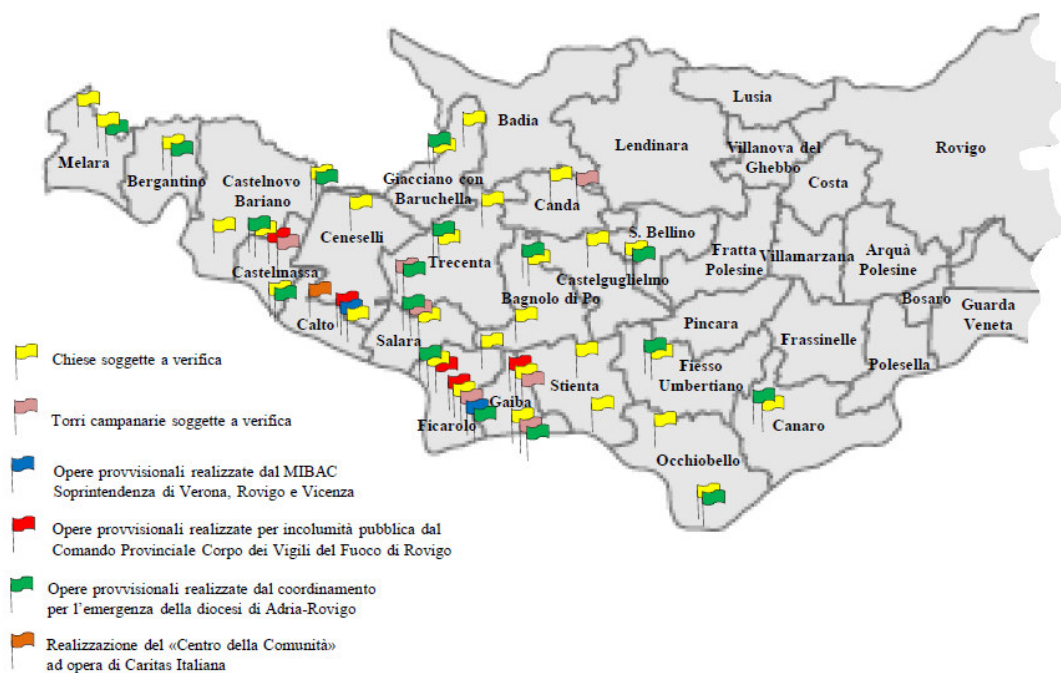 Lusia
Badia
Lendinara
Villanova del
Ghebbo
Rovigo
Melara
Bergantino
Castelnovo
Bariano
Giacciano con
Baruchella
Costa
Canda
Ceneselli
S. Bellino
Fratta
Polesine
Villamarzana
Arquà
Polesine
Trecenta
Castelmassa
Castelguglielmo
Bagnolo di Po
Bosaro
Guarda
Veneta
Calto
Salara
Pincara
Frassinelle
Polesella
Fiesso
Umbertiano
Stienta
Gaiba
Ficarolo
Canaro
Occhiobello
Chiese soggette a verifica
Torri campanarie soggette a verifica
Opere provvisionali realizzate dal MIBAC
Soprintendenza di Verona, Rovigo e Vicenza
Opere provvisionali realizzate per incolumità pubblica dal
Comando Provinciale Corpo dei Vigili del Fuoco di Rovigo
Opere provvisionali realizzate dal coordinamento
per l’emergenza della diocesi di Adria-Rovigo
Realizzazione del «Centro della Comunità»
ad opera di Caritas Italiana